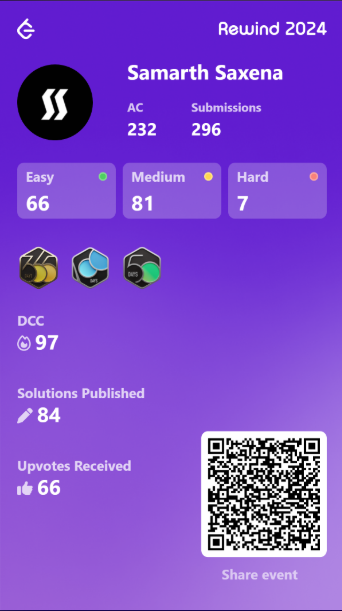 Rewind 2024
Samarth Saxena
AC Submissions
232 296
Easy Medium Hard
66 81 7
DCC
97
Solutions Published
84
Upvotes Received
66
Share event